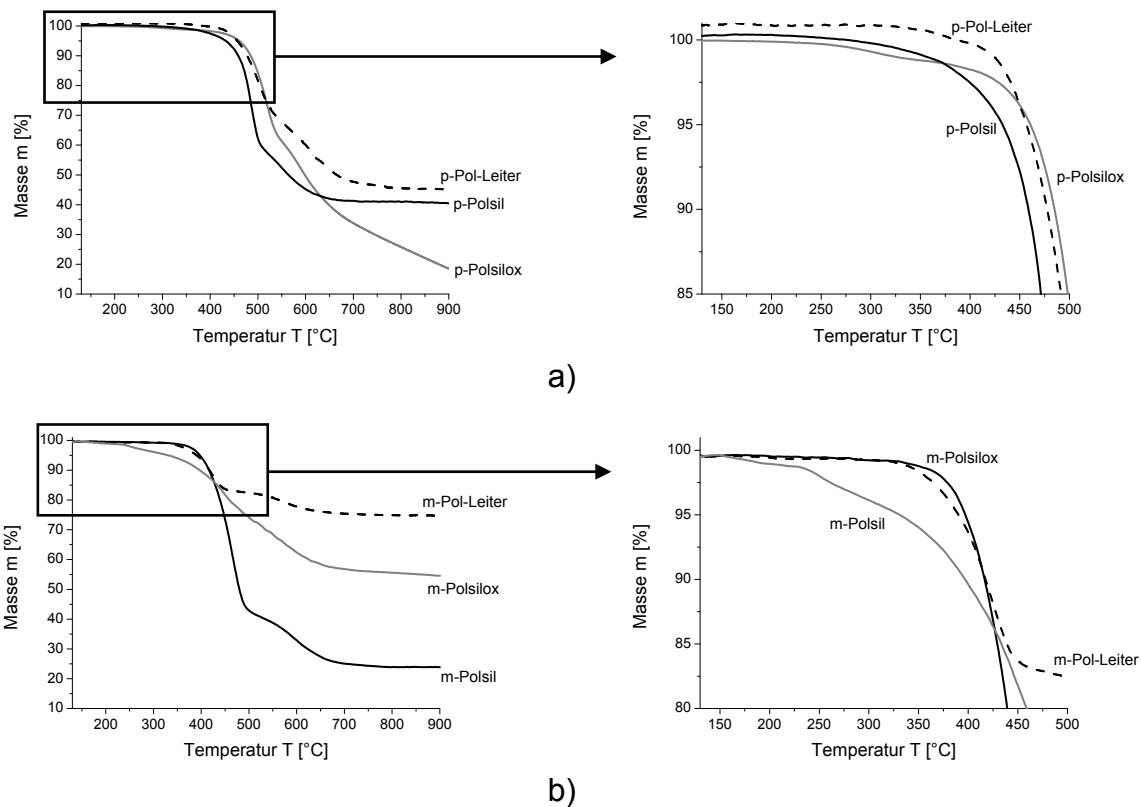 100
90
80
70
60
50
40
30
20
10
Masse m [%]
200 300 400 500 600 700 800 900
Temperatur T [°C]
p-Pol-Leiter
p-Polsil
p-Polsilox
100
95
90
85
Masse m [%]
150 200 250 300 350 400 450 500
Temperatur T [°C]
p-Pol-Leiter
p-Polsil
p-Polsilox
a)
100
90
80
70
60
50
40
30
20
10
Masse m [%]
200 300 400 500 600 700 800 900
Temperatur T [°C]
m-Pol-Leiter
m-Polsilox
m-Polsil
100
95
90
85
80
Masse m [%]
150 200 250 300 350 400 450 500
Temperatur T [°C]
m-Polsilox
m-Polsil
m-Pol-Leiter
b)